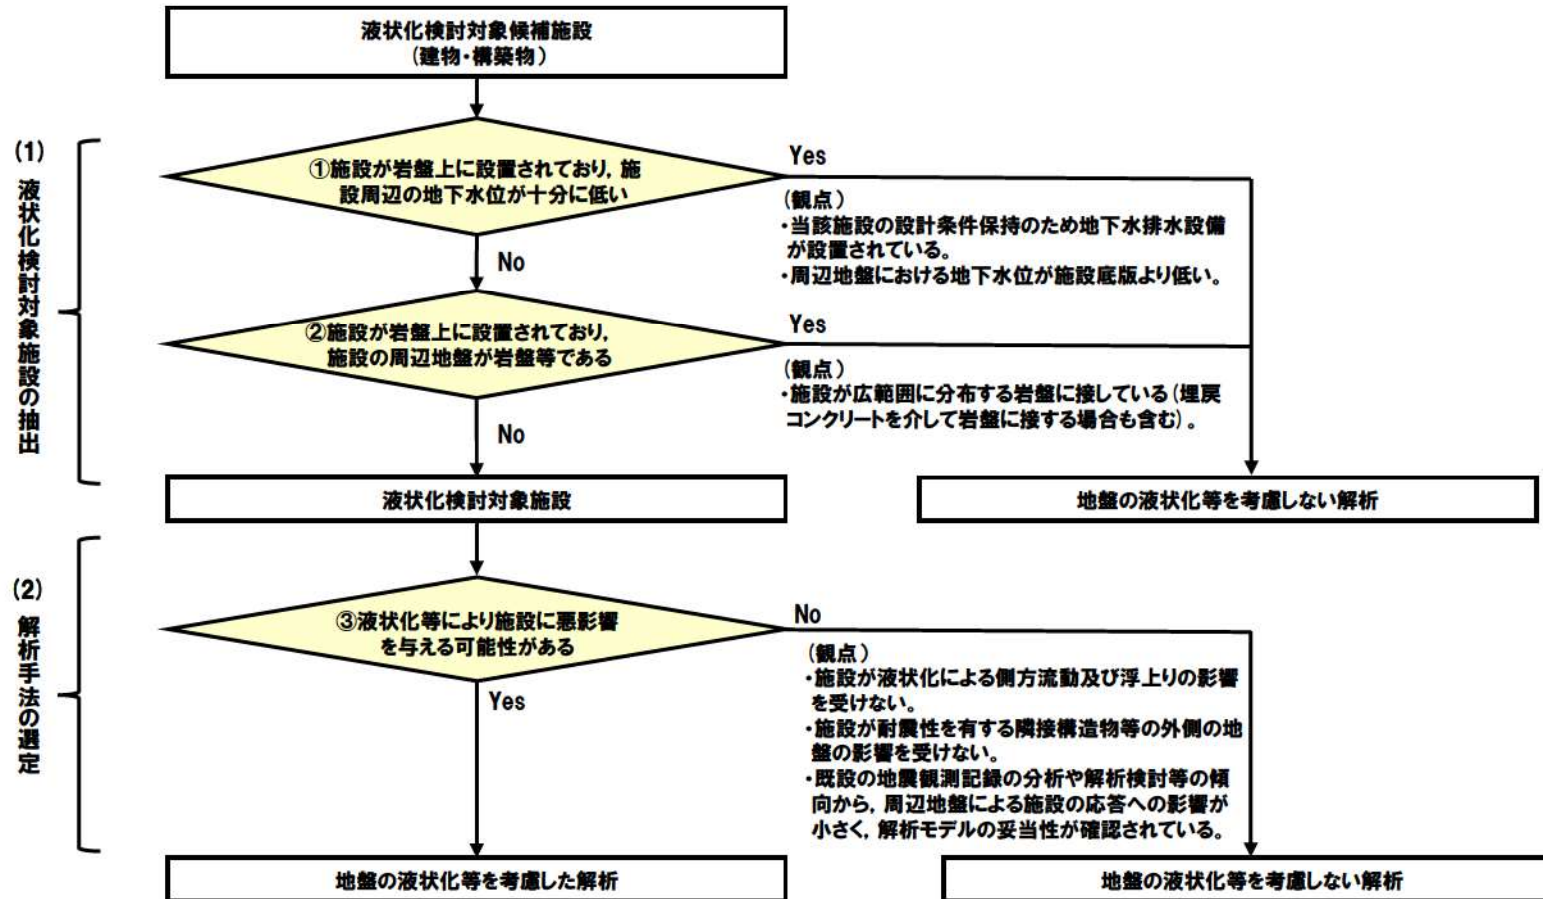 液状化検討対象候補施設
(建物・構築物)
(1)
液状化検討対象施設の抽出
①施設が岩盤上に設置されており，施
設周辺の地下水位が十分に低い
Yes
(観点)
・当該施設の設計条件保持のため地下水排水設備
が設置されている。
・周辺地盤における地下水位が施設底版より低い。
No
②施設が岩盤上に設置されており，
施設の周辺地盤が岩盤等である
Yes
(観点)
・施設が広範囲に分布する岩盤に接している(埋戻
コンクリートを介して岩盤に接する場合も含む)。
No
液状化検討対象施設
地盤の液状化等を考慮しない解析
(2)
解析手法の選定
③液状化等により施設に悪影響
を与える可能性がある
No
(観点)
・施設が液状化による側方流動及び浮上りの影響
を受けない。
・施設が耐震性を有する隣接構造物等の外側の地
盤の影響を受けない。
・既設の地震観測記録の分析や解析検討等の傾
向から，周辺地盤による施設の応答への影響が
小さく，解析モデルの妥当性が確認されている。
Yes
地盤の液状化等を考慮した解析
地盤の液状化等を考慮しない解析